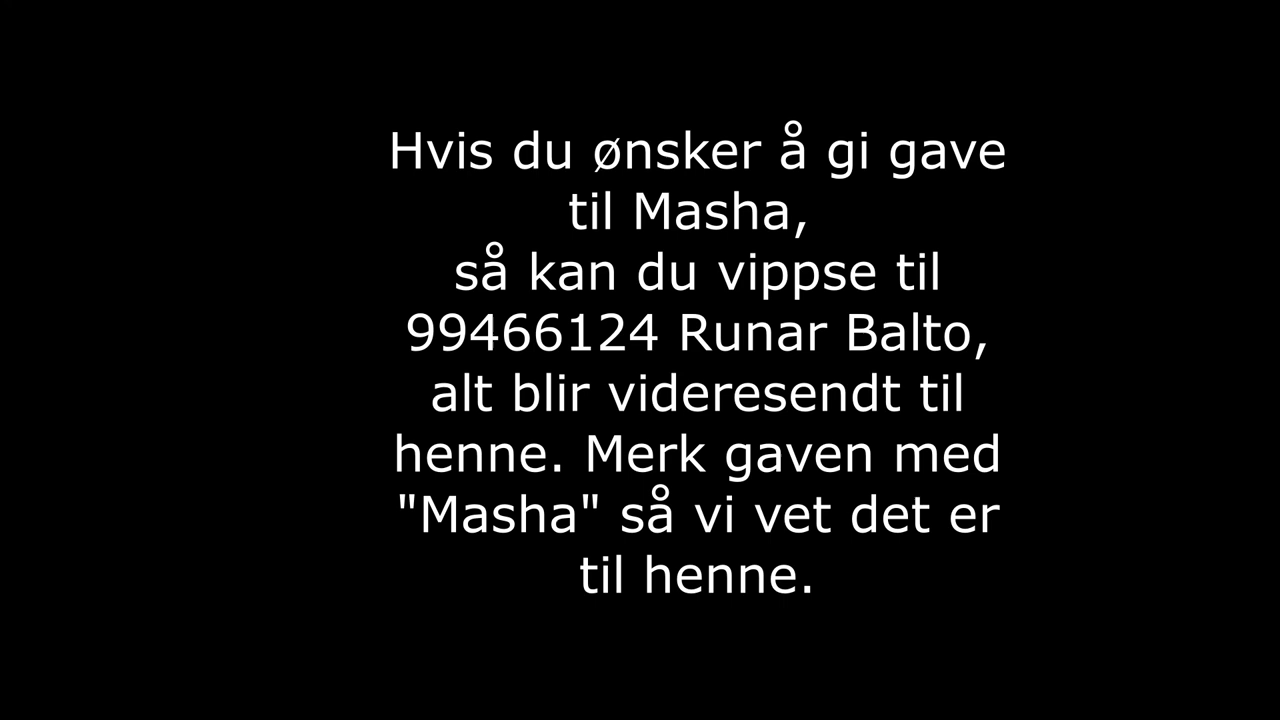 Hvis du ønsker å gi gave
til Masha,
så kan du vippse til
99466124 Runar Balto,
alt blir videresendt til
henne. Merk gaven med
"Masha" så vi vet det er
til henne.